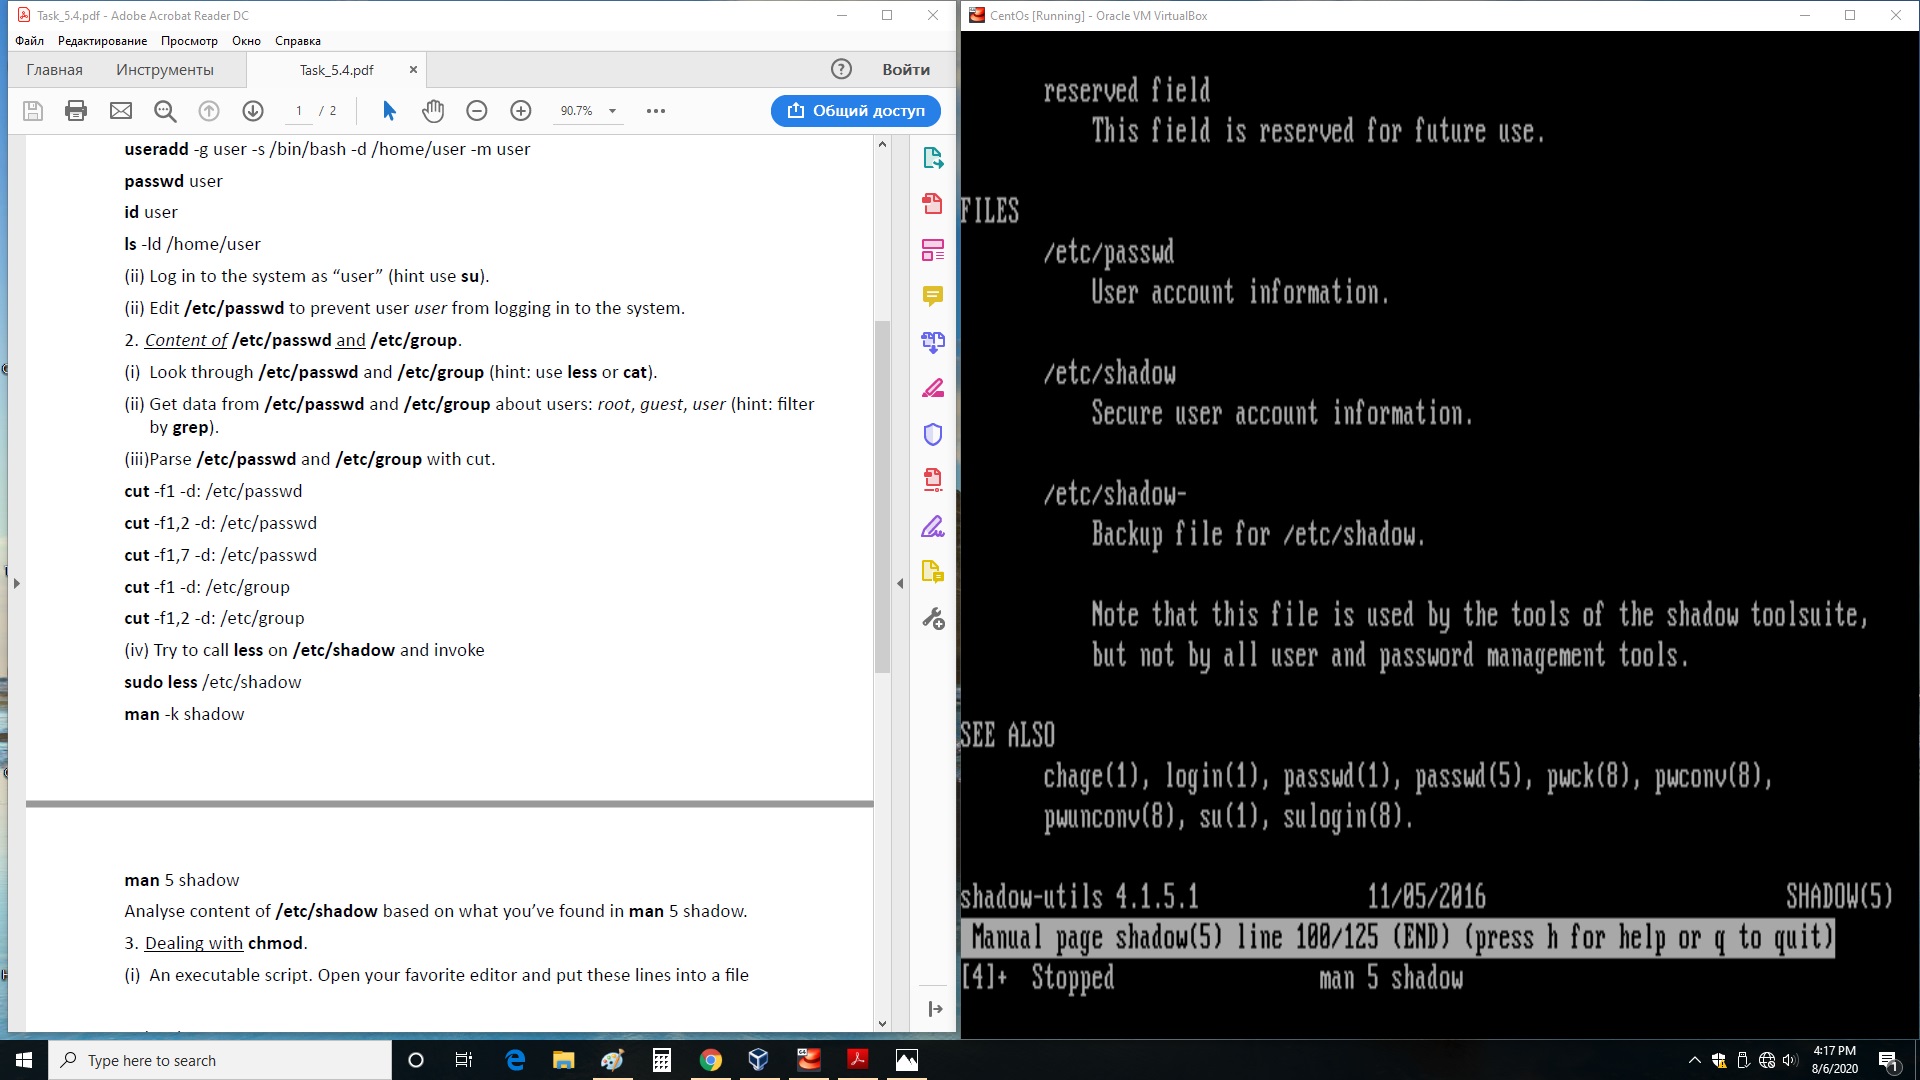 Task_5.4.pdf - Adobe Acrobat Reader DC
Файл Редактирование Просмотр Окно Справка
Главная Инструменты Task_5.4.pdf × Войти
1 / 2 90.7% Общий доступ
useradd -g user -s /bin/bash -d /home/user -m user
passwd user
id user
ls -ld /home/user
(ii) Log in to the system as “user” (hint use su).
(ii) Edit /etc/passwd to prevent user user from logging in to the system.
2. Content of /etc/passwd and /etc/group.
(i) Look through /etc/passwd and /etc/group (hint: use less or cat).
(ii) Get data from /etc/passwd and /etc/group about users: root, guest, user (hint: filter
by grep).
(iii)Parse /etc/passwd and /etc/group with cut.
cut -f1 -d: /etc/passwd
cut -f1,2 -d: /etc/passwd
cut -f1,7 -d: /etc/passwd
cut -f1 -d: /etc/group
cut -f1,2 -d: /etc/group
(iv) Try to call less on /etc/shadow and invoke
sudo less /etc/shadow
man -k shadow
man 5 shadow
Analyse content of /etc/shadow based on what you’ve found in man 5 shadow.
3. Dealing with chmod.
(i) An executable script. Open your favorite editor and put these lines into a file
CentOs [Running] - Oracle VM VirtualBox
reserved field
This field is reserved for future use.
FILES
/etc/passwd
User account information.
/etc/shadow
Secure user account information.
/etc/shadow-
Backup file for /etc/shadow.
Note that this file is used by the tools of the shadow toolsuite,
but not by all user and password management tools.
SEE ALSO
chage(1), login(1), passwd(1), passwd(5), pwck(8), pwconv(8),
pwunconv(8), su(1), sulogin(8).
shadow-utils 4.1.5.1 11/05/2016 SHADOW(5)
Manual page shadow(5) line 100/125 (END) (press h for help or q to quit)
[4]+ Stopped man 5 shadow
Type here to search
4:17 PM
8/6/2020
1